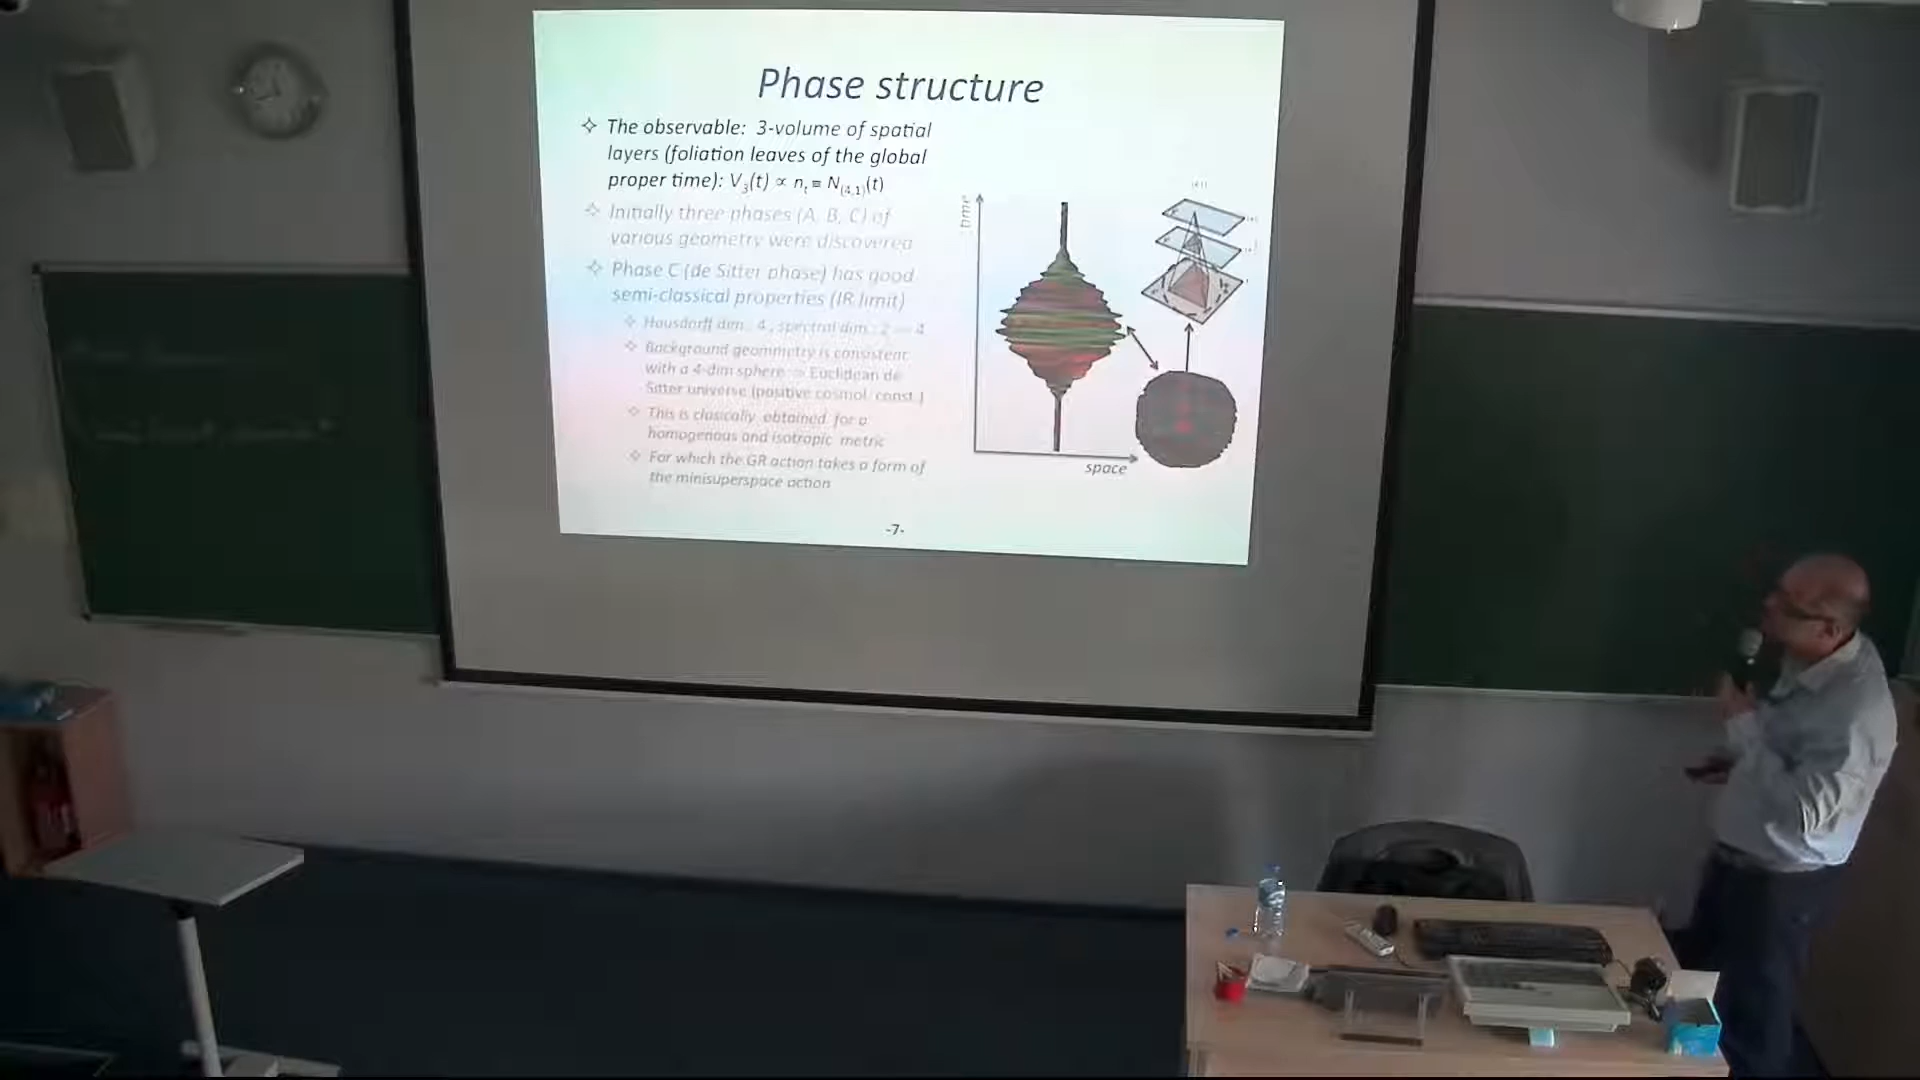 Phase structure
✧ The observable: 3-volume of spatial
layers (foliation leaves of the global
proper time): V₃(t) ∝ nₜ ≡ N₍₄,₁₎(t)
✧ Initially three phases (A, B, C) of
various geometry were discovered
✧ Phase C (de Sitter phase) has good
semi-classical properties (IR limit)
✧ Hausdorff dim.: 4, spectral dim.: 2
✧ Background geommetry is consistent
with a 4-dim sphere Euclidean de
Sitter universe (positive cosmol. const.)
✧ This is clasically obtained for a
homogenous and isotropic metric
✧ For which the GR action takes a form of
the minisuperspace action
time
space
-7-